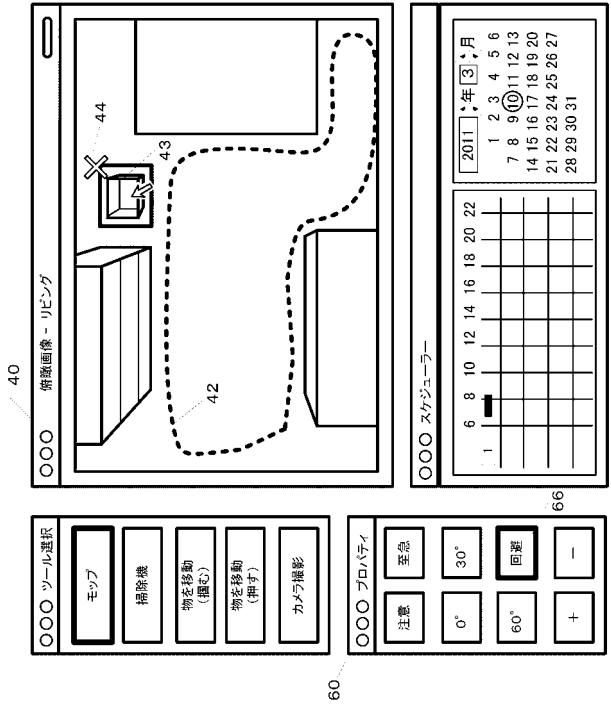 40
○○○ ツール選択
モップ
掃除機
物を移動
(掴む)
物を移動
(押す)
カメラ撮影
○○○ 俯瞰画像 - リビング
42
43
44
60
○○○ プロパティ
注意 至急
0° 30°
60° 回避
+ −
66
○○○ スケジューラー
6 8 10 12 14 16 18 20 22
1
2011 年 3 月
1 2 3 4 5 6
7 8 9 10 11 12 13
14 15 16 17 18 19 20
21 22 23 24 25 26 27
28 29 30 31